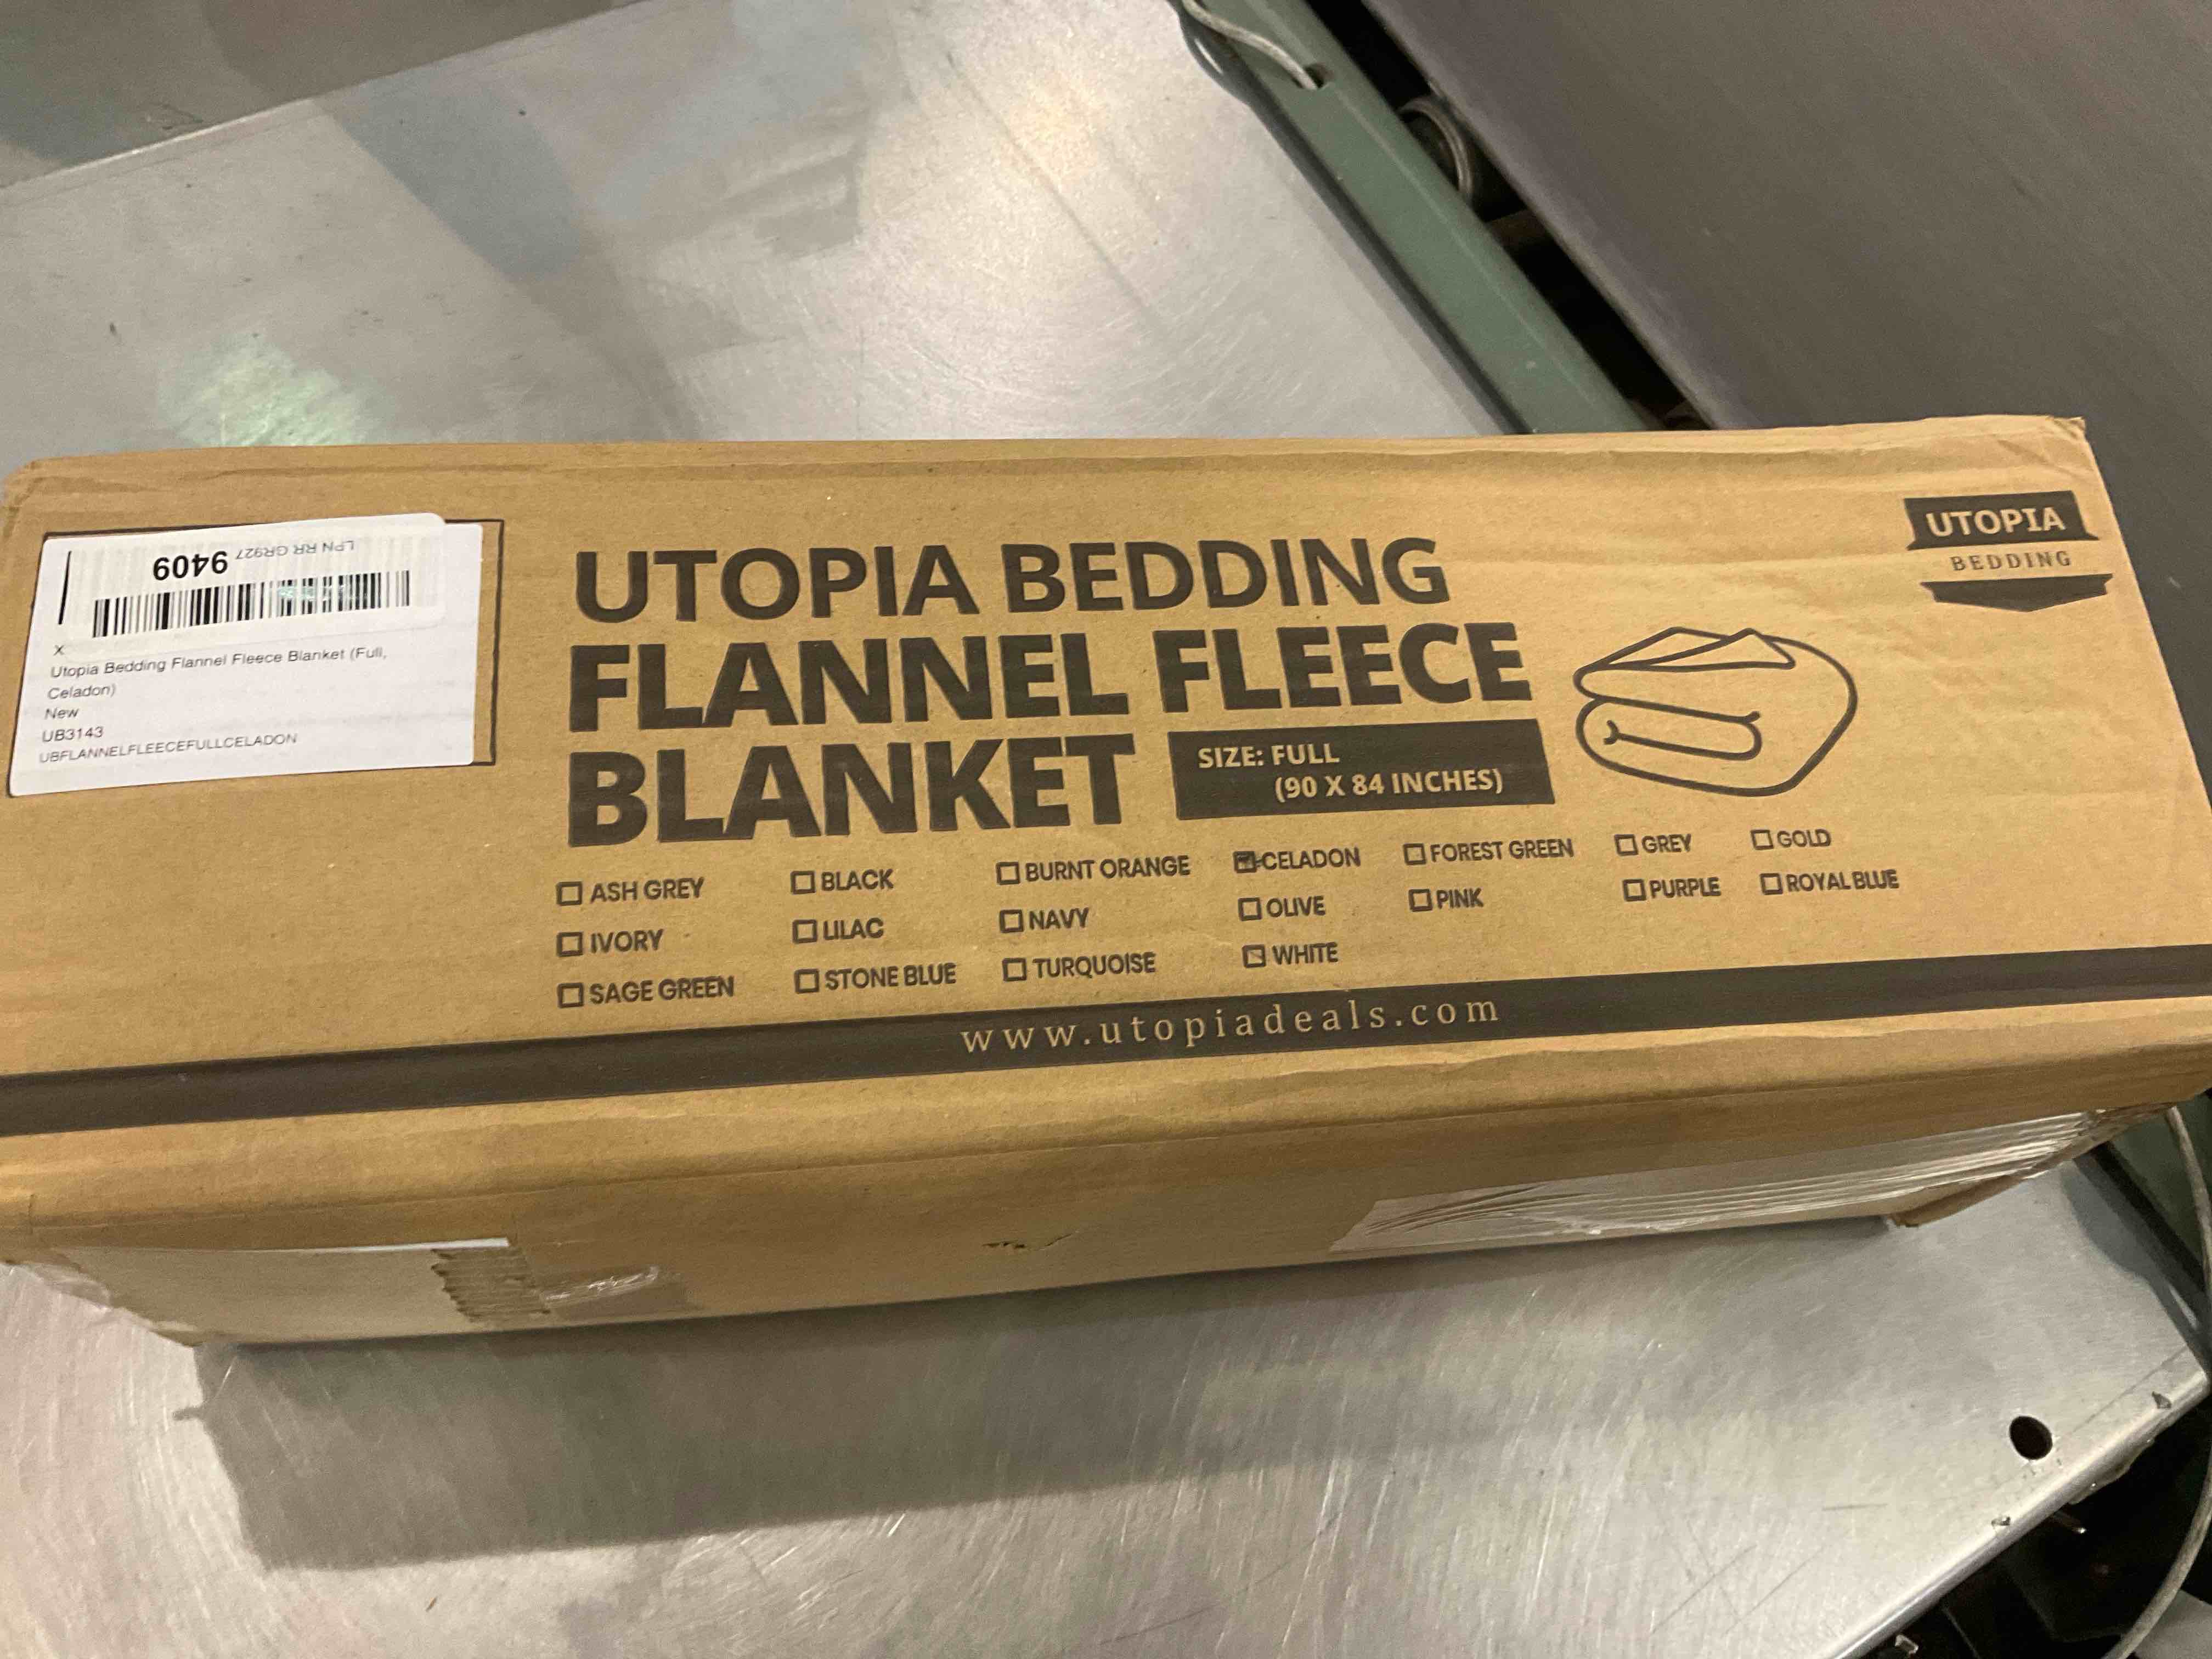 LPN RR GR927 9409
X
Utopia Bedding Flannel Fleece Blanket (Full,
Celadon)
New
UB3143
UBFLANNELFLEECEFULLCELADON
UTOPIA BEDDING
FLANNEL FLEECE
BLANKET
SIZE: FULL
(90 X 84 INCHES)
UTOPIA
BEDDING
ASH GREY BLACK BURNT ORANGE CELADON FOREST GREEN GREY GOLD
IVORY LILAC NAVY OLIVE PINK PURPLE ROYAL BLUE
SAGE GREEN STONE BLUE TURQUOISE WHITE
www.utopiadeals.com